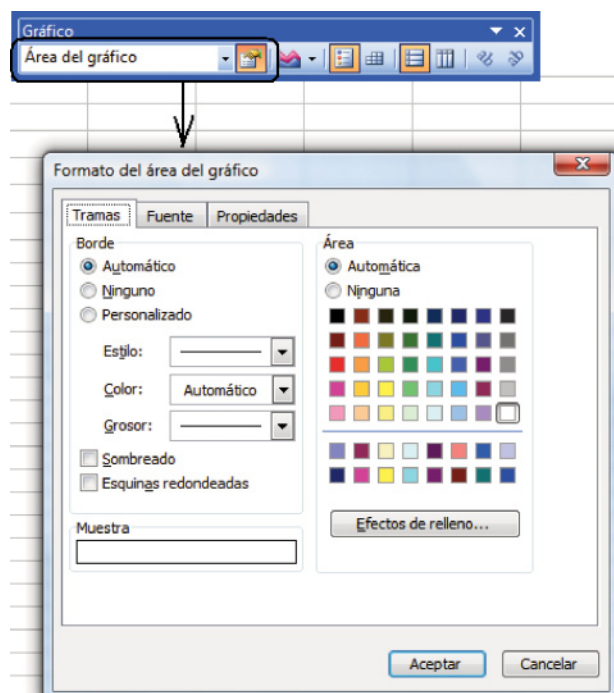 Gráfico
Área del gráfico
Formato del área del gráfico
Tramas Fuente Propiedades
Borde
Automático
Ninguno
Personalizado
Estilo:
Color: Automático
Grosor:
Sombreado
Esquinas redondeadas
Muestra
Área
Automática
Ninguna
Efectos de relleno...
Aceptar Cancelar